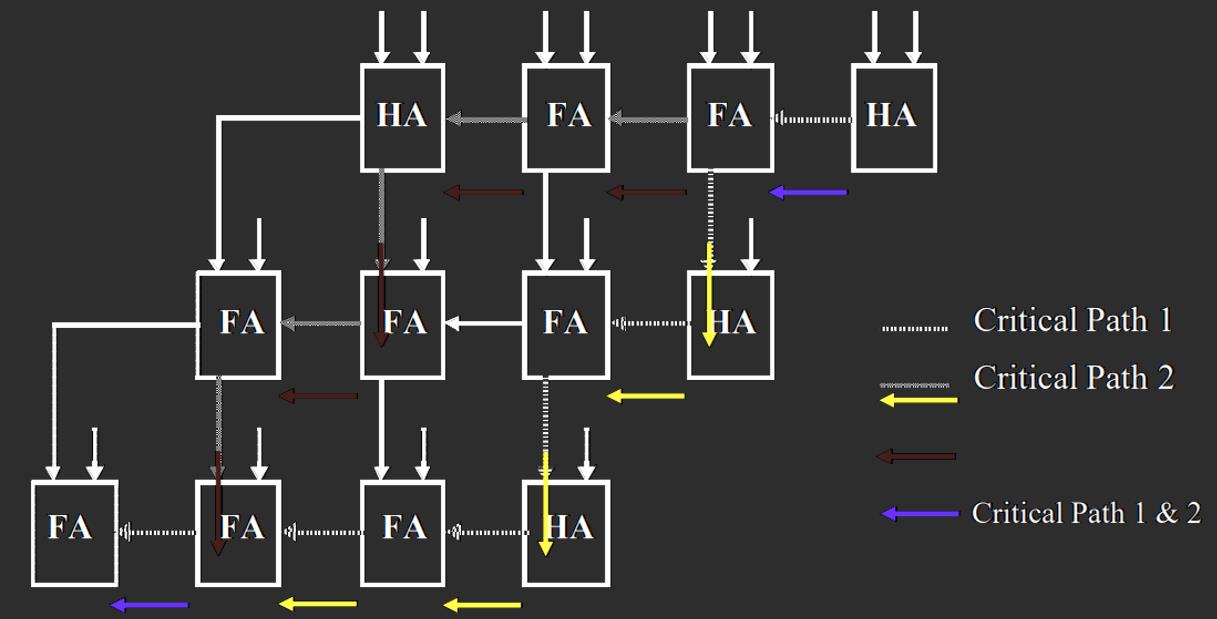 HA FA FA HA
FA FA FA HA
Critical Path 1
Critical Path 2
FA FA FA HA
Critical Path 1 & 2